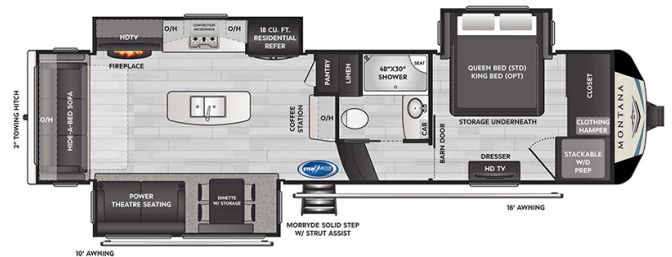 HDTV
FIREPLACE
O/H
CONVECTION
MICROWAVE
O/H
18 CU. FT.
RESIDENTIAL
REFER
2" TOWING HITCH
O/H
HIDE-A-BED SOFA
COFFEE
STATION
O/H
PANTRY
LINEN
48"X30"
SHOWER
SEAT
CAB
BARN DOOR
QUEEN BED (STD)
KING BED (OPT)
STORAGE UNDERNEATH
CLOSET
CLOTHING
HAMPER
STACKABLE
W/D
PREP
DRESSER
HD TV
MONTANA
POWER
THEATRE SEATING
DINETTE
W/ STORAGE
MORRYDE SOLID STEP
W/ STRUT ASSIST
16' AWNING
10' AWNING